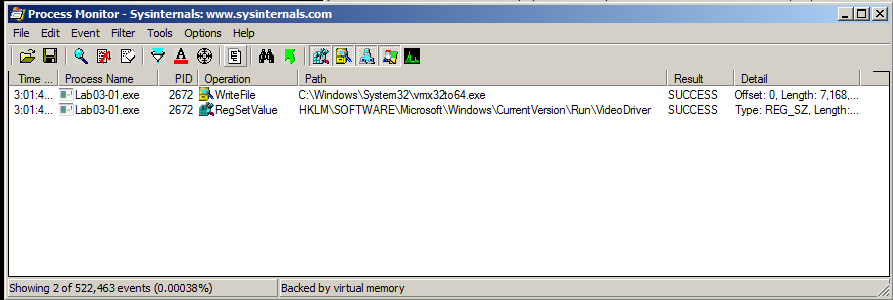 Process Monitor - Sysinternals: www.sysinternals.com
File Edit Event Filter Tools Options Help
Time ... Process Name PID Operation Path Result Detail
3:01:4... Lab03-01.exe 2672 WriteFile C:\Windows\System32\vmx32to64.exe SUCCESS Offset: 0, Length: 7,168,...
3:01:4... Lab03-01.exe 2672 RegSetValue HKLM\SOFTWARE\Microsoft\Windows\CurrentVersion\Run\VideoDriver SUCCESS Type: REG_SZ, Length:...
Showing 2 of 522,463 events (0.00038%) Backed by virtual memory